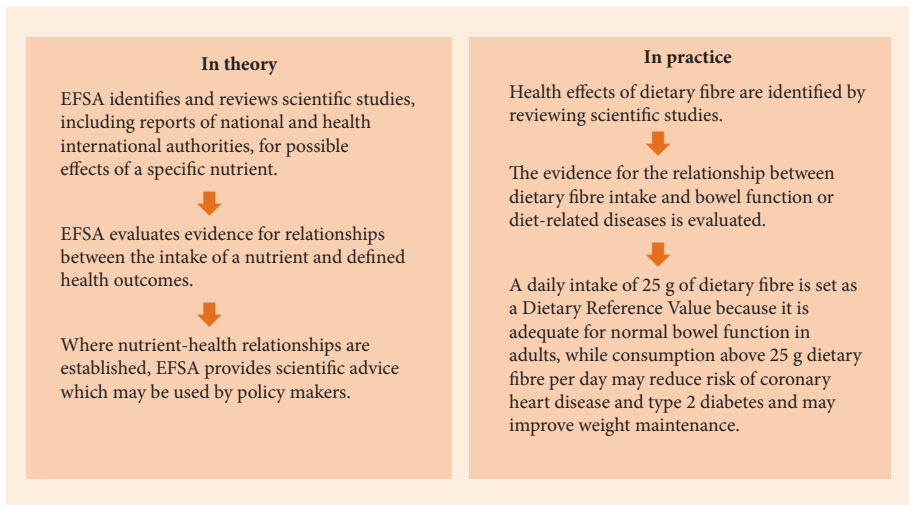 In theory
EFSA identifies and reviews scientific studies,
including reports of national and health
international authorities, for possible
effects of a specific nutrient.
EFSA evaluates evidence for relationships
between the intake of a nutrient and defined
health outcomes.
Where nutrient-health relationships are
established, EFSA provides scientific advice
which may be used by policy makers.
In practice
Health effects of dietary fibre are identified by
reviewing scientific studies.
The evidence for the relationship between
dietary fibre intake and bowel function or
diet-related diseases is evaluated.
A daily intake of 25 g of dietary fibre is set as
a Dietary Reference Value because it is
adequate for normal bowel function in
adults, while consumption above 25 g dietary
fibre per day may reduce risk of coronary
heart disease and type 2 diabetes and may
improve weight maintenance.